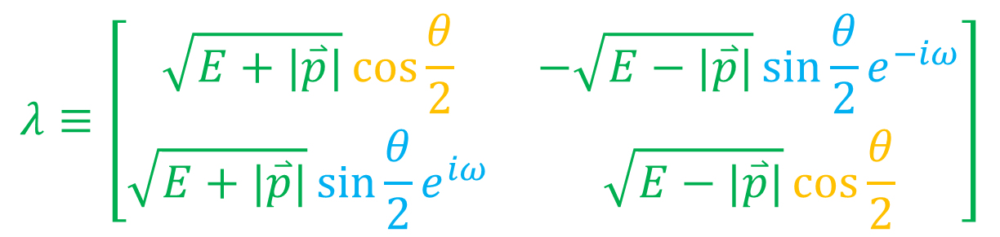 λ ≡ [ √(E + |p⃗|) cos θ/2    −√(E − |p⃗|) sin θ/2 e^{−iω}
√(E + |p⃗|) sin θ/2 e^{iω}    √(E − |p⃗|) cos θ/2 ]